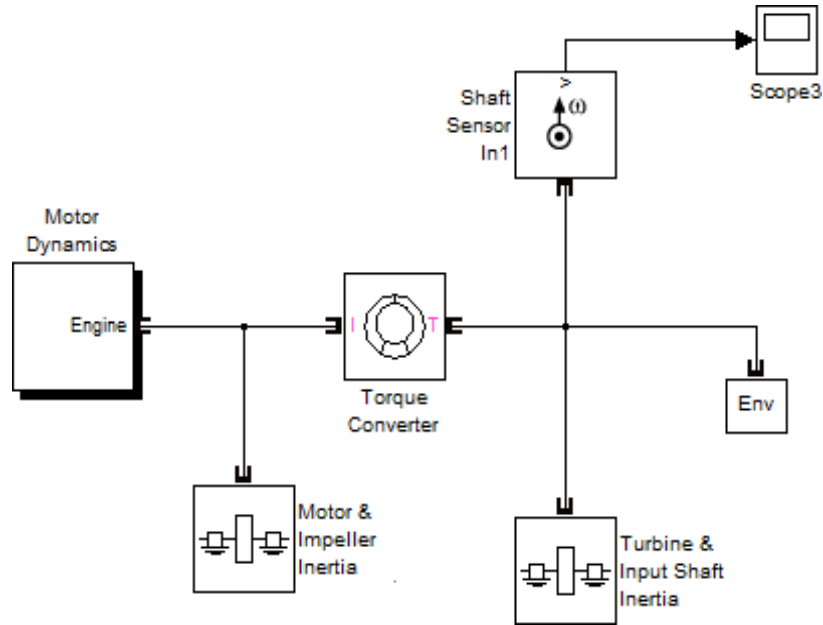 Scope3
Shaft
Sensor
In1
>
ω
Motor
Dynamics
Engine
I
T
Torque
Converter
Env
Motor &
Impeller
Inertia
Turbine &
Input Shaft
Inertia